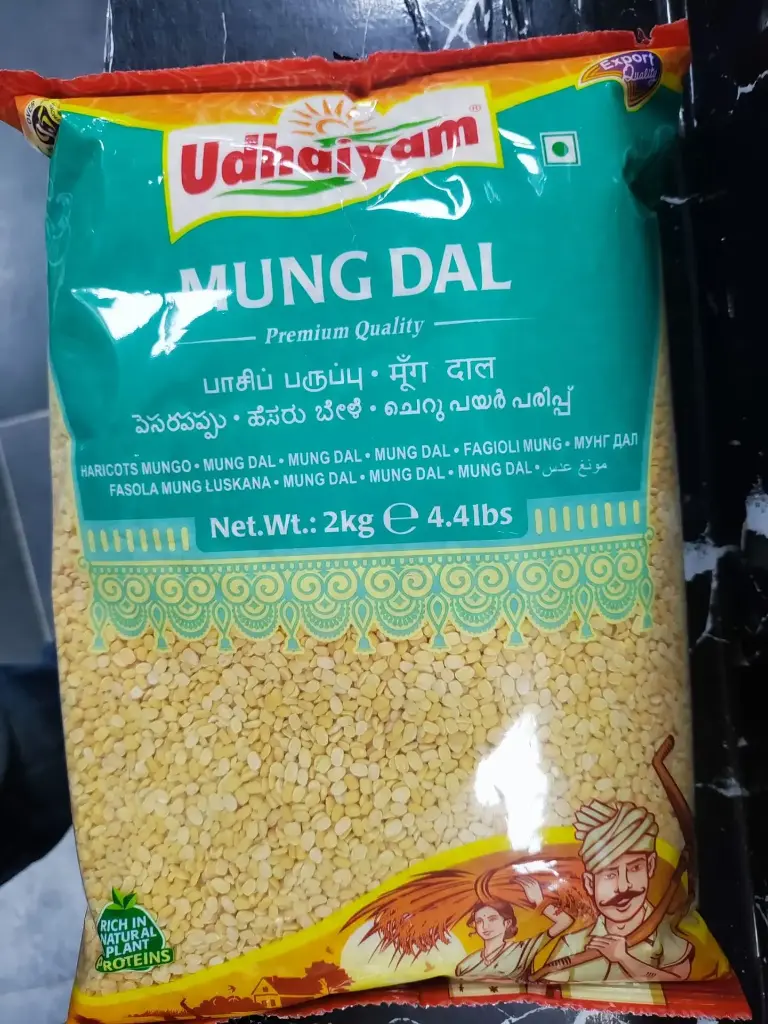 Export
Quality
Udhaiyam®
MUNG DAL
Premium Quality
பாசிப் பருப்பு • मूँग दाल
పెసరపప్పు • ಹೆಸರು ಬೇಳೆ • ചെറു പയർ പരിപ്പ്
HARICOTS MUNGO • MUNG DAL • MUNG DAL • MUNG DAL • FAGIOLI MUNG • МУНГ ДАЛ
FASOLA MUNG ŁUSKANA • MUNG DAL • MUNG DAL • MUNG DAL • مونغ عدس
Net.Wt.: 2kg ℮ 4.4lbs
RICH IN
NATURAL
PLANT
PROTEINS